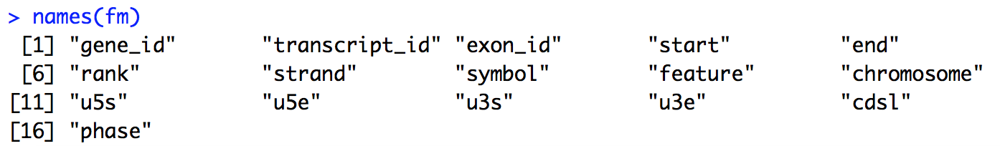 > names(fm)
 [1] "gene_id"       "transcript_id" "exon_id"       "start"         "end"
 [6] "rank"          "strand"        "symbol"        "feature"       "chromosome"
[11] "u5s"           "u5e"           "u3s"           "u3e"           "cdsl"
[16] "phase"